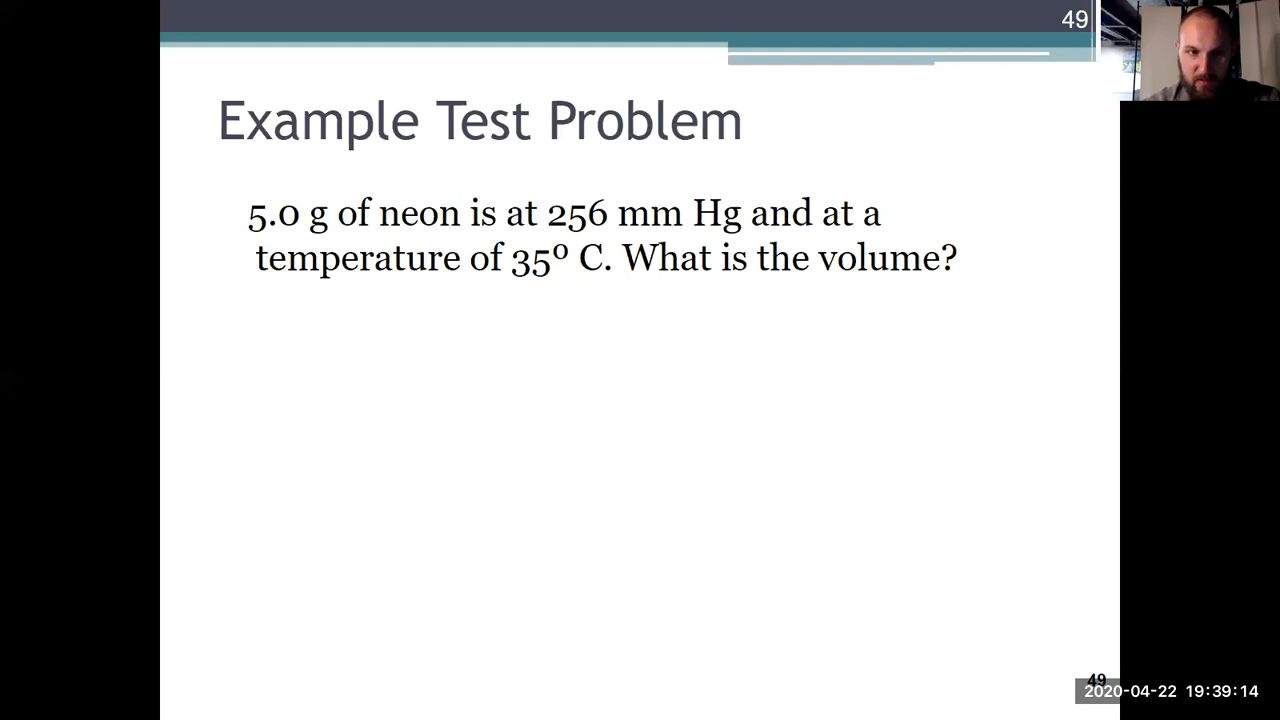 49
Example Test Problem
5.0 g of neon is at 256 mm Hg and at a
temperature of 35º C. What is the volume?
49
2020-04-22 19:39:14